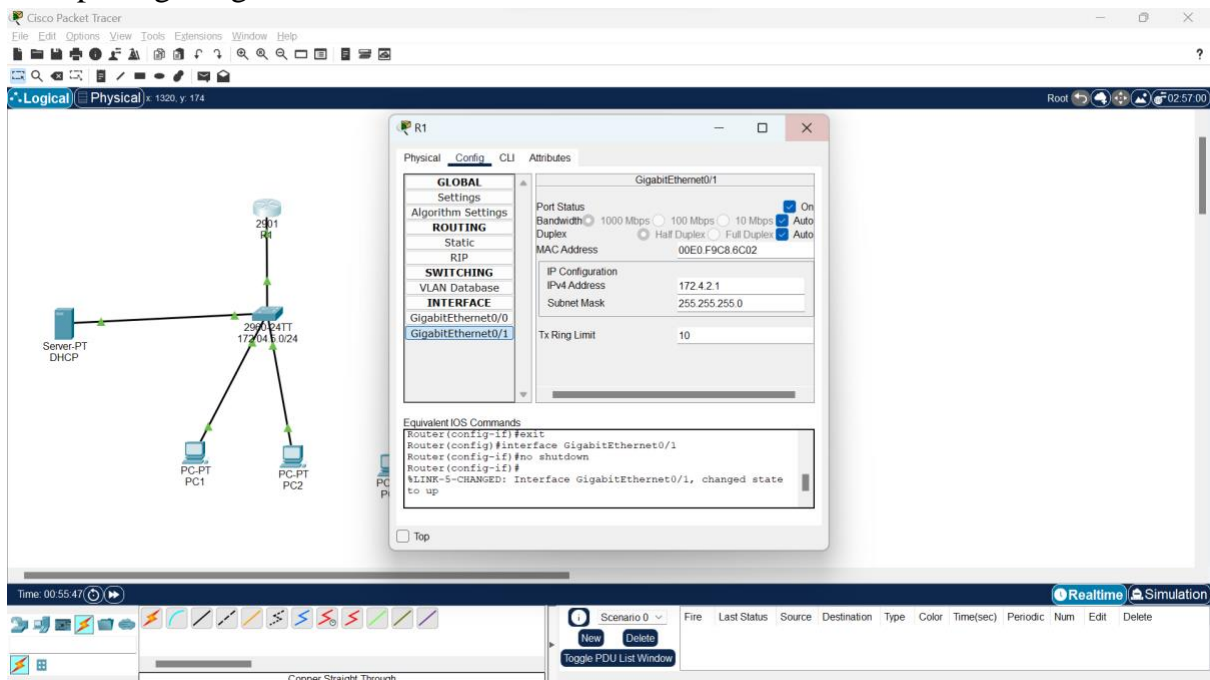 Cisco Packet Tracer
File Edit Options View Tools Extensions Window Help
?
Logical Physical x: 1320, y: 174
Root 02:57:00
R1
Physical Config CLI Attributes
GLOBAL
Settings
Algorithm Settings
ROUTING
Static
RIP
SWITCHING
VLAN Database
INTERFACE
GigabitEthernet0/0
GigabitEthernet0/1
GigabitEthernet0/1
Port Status On
Bandwidth 1000 Mbps 100 Mbps 10 Mbps Auto
Duplex Half Duplex Full Duplex Auto
MAC Address 00E0.F9C8.6C02
IP Configuration
IPv4 Address 172.4.2.1
Subnet Mask 255.255.255.0
Tx Ring Limit 10
Equivalent IOS Commands
Router(config-if)#exit
Router(config)#interface GigabitEthernet0/1
Router(config-if)#no shutdown
Router(config-if)#
%LINK-5-CHANGED: Interface GigabitEthernet0/1, changed state
to up
Top
2901
R1
2960-24TT
172.04.5.0/24
Server-PT
DHCP
PC-PT
PC1
PC-PT
PC2
Time: 00:55:47
Realtime Simulation
Scenario 0
New Delete
Toggle PDU List Window
Fire Last Status Source Destination Type Color Time(sec) Periodic Num Edit Delete
Copper Straight-Through